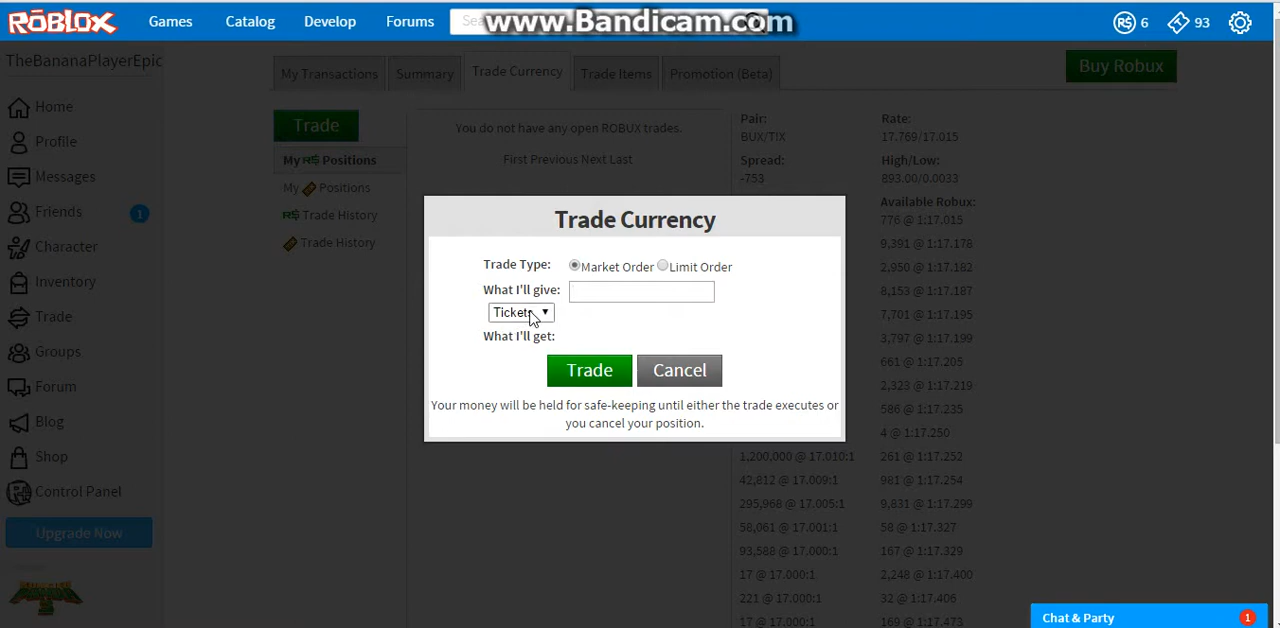 ROBLOX Games Catalog Develop Forums Sea www.Bandicam.com R$ 6 93
TheBananaPlayerEpic
Home
Profile
Messages
Friends 1
Character
Inventory
Trade
Groups
Forum
Blog
Shop
Control Panel
Upgrade Now
My Transactions Summary Trade Currency Trade Items Promotion (Beta)
Buy Robux
Trade
My R$ Positions
My Positions
R$ Trade History
Trade History
You do not have any open ROBUX trades.
First Previous Next Last
Pair:
BUX/TIX
Spread:
-753
Rate:
17.769/17.015
High/Low:
893.00/0.0033
Available Robux:
776 @ 1:17.015
9,391 @ 1:17.178
2,950 @ 1:17.182
8,153 @ 1:17.187
7,701 @ 1:17.195
3,797 @ 1:17.199
661 @ 1:17.205
2,323 @ 1:17.219
586 @ 1:17.235
4 @ 1:17.250
261 @ 1:17.252
981 @ 1:17.254
9,831 @ 1:17.299
58 @ 1:17.327
167 @ 1:17.329
2,248 @ 1:17.400
32 @ 1:17.406
169 @ 1:17.473
1,200,000 @ 17.010:1
42,812 @ 17.009:1
295,968 @ 17.005:1
58,061 @ 17.001:1
93,588 @ 17.000:1
17 @ 17.000:1
221 @ 17.000:1
17 @ 17.000:1
Trade Currency
Trade Type: Market Order Limit Order
What I'll give:
Tickets
What I'll get:
Trade Cancel
Your money will be held for safe-keeping until either the trade executes or
you cancel your position.
Chat & Party 1